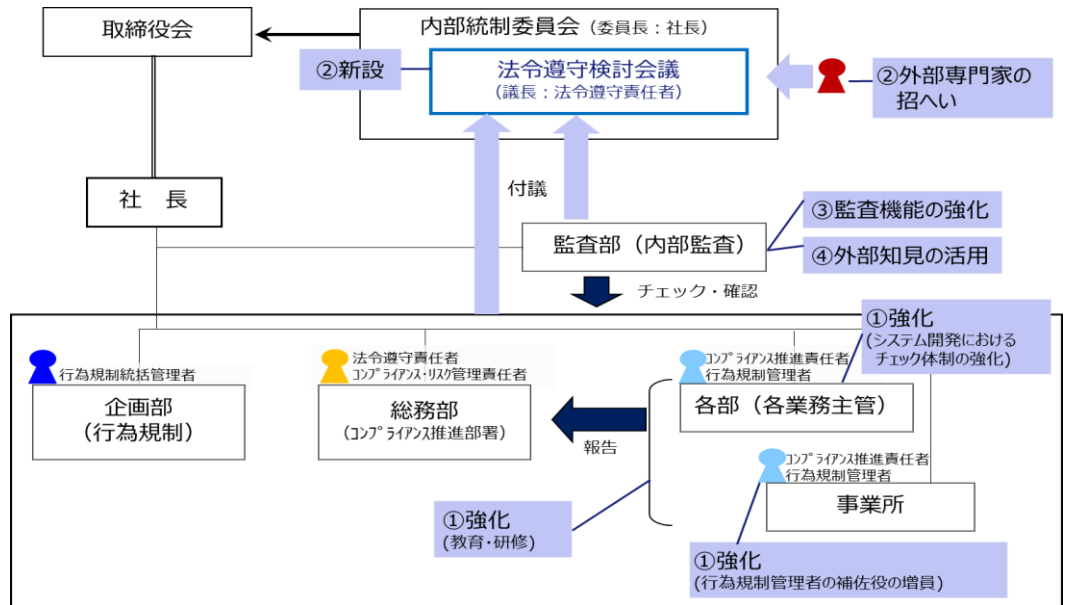 取締役会
内部統制委員会（委員長：社長）
②新設
法令遵守検討会議
(議長：法令遵守責任者)
②外部専門家の
招へい
社　長
付議
③監査機能の強化
監査部（内部監査）
④外部知見の活用
チェック・確認
①強化
(システム開発における
チェック体制の強化)
行為規制統括管理者
企画部
(行為規制)
法令遵守責任者
コンプライアンス・リスク管理責任者
総務部
(コンプライアンス推進部署)
報告
コンプライアンス推進責任者
行為規制管理者
各部（各業務主管）
コンプライアンス推進責任者
行為規制管理者
事業所
①強化
(教育・研修)
①強化
(行為規制管理者の補佐役の増員)